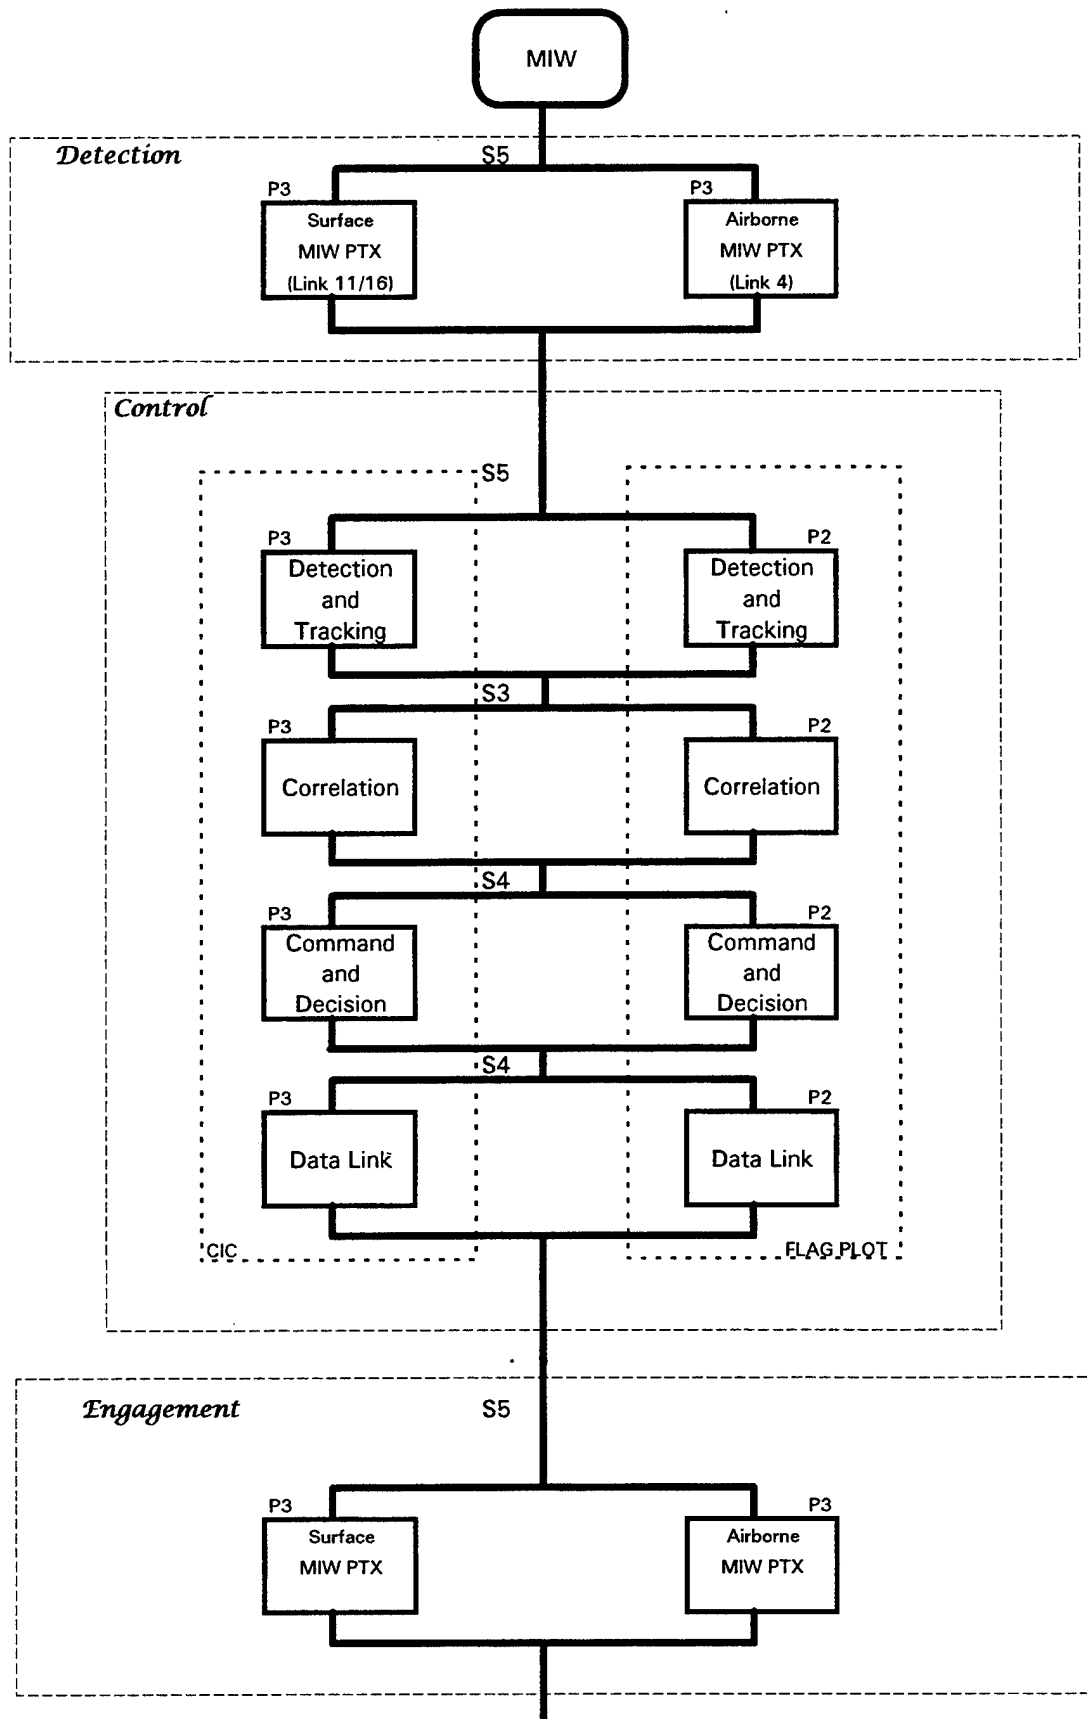 MIW
Detection
S5
P3
P3
Surface
MIW PTX
(Link 11/16)
Airborne
MIW PTX
(Link 4)
Control
S5
P3
P2
Detection
and
Tracking
Detection
and
Tracking
S3
P3
P2
Correlation
Correlation
S4
P3
P2
Command
and
Decision
Command
and
Decision
S4
P3
P2
Data Link
Data Link
CIC
FLAG PLOT
Engagement
S5
P3
P3
Surface
MIW PTX
Airborne
MIW PTX